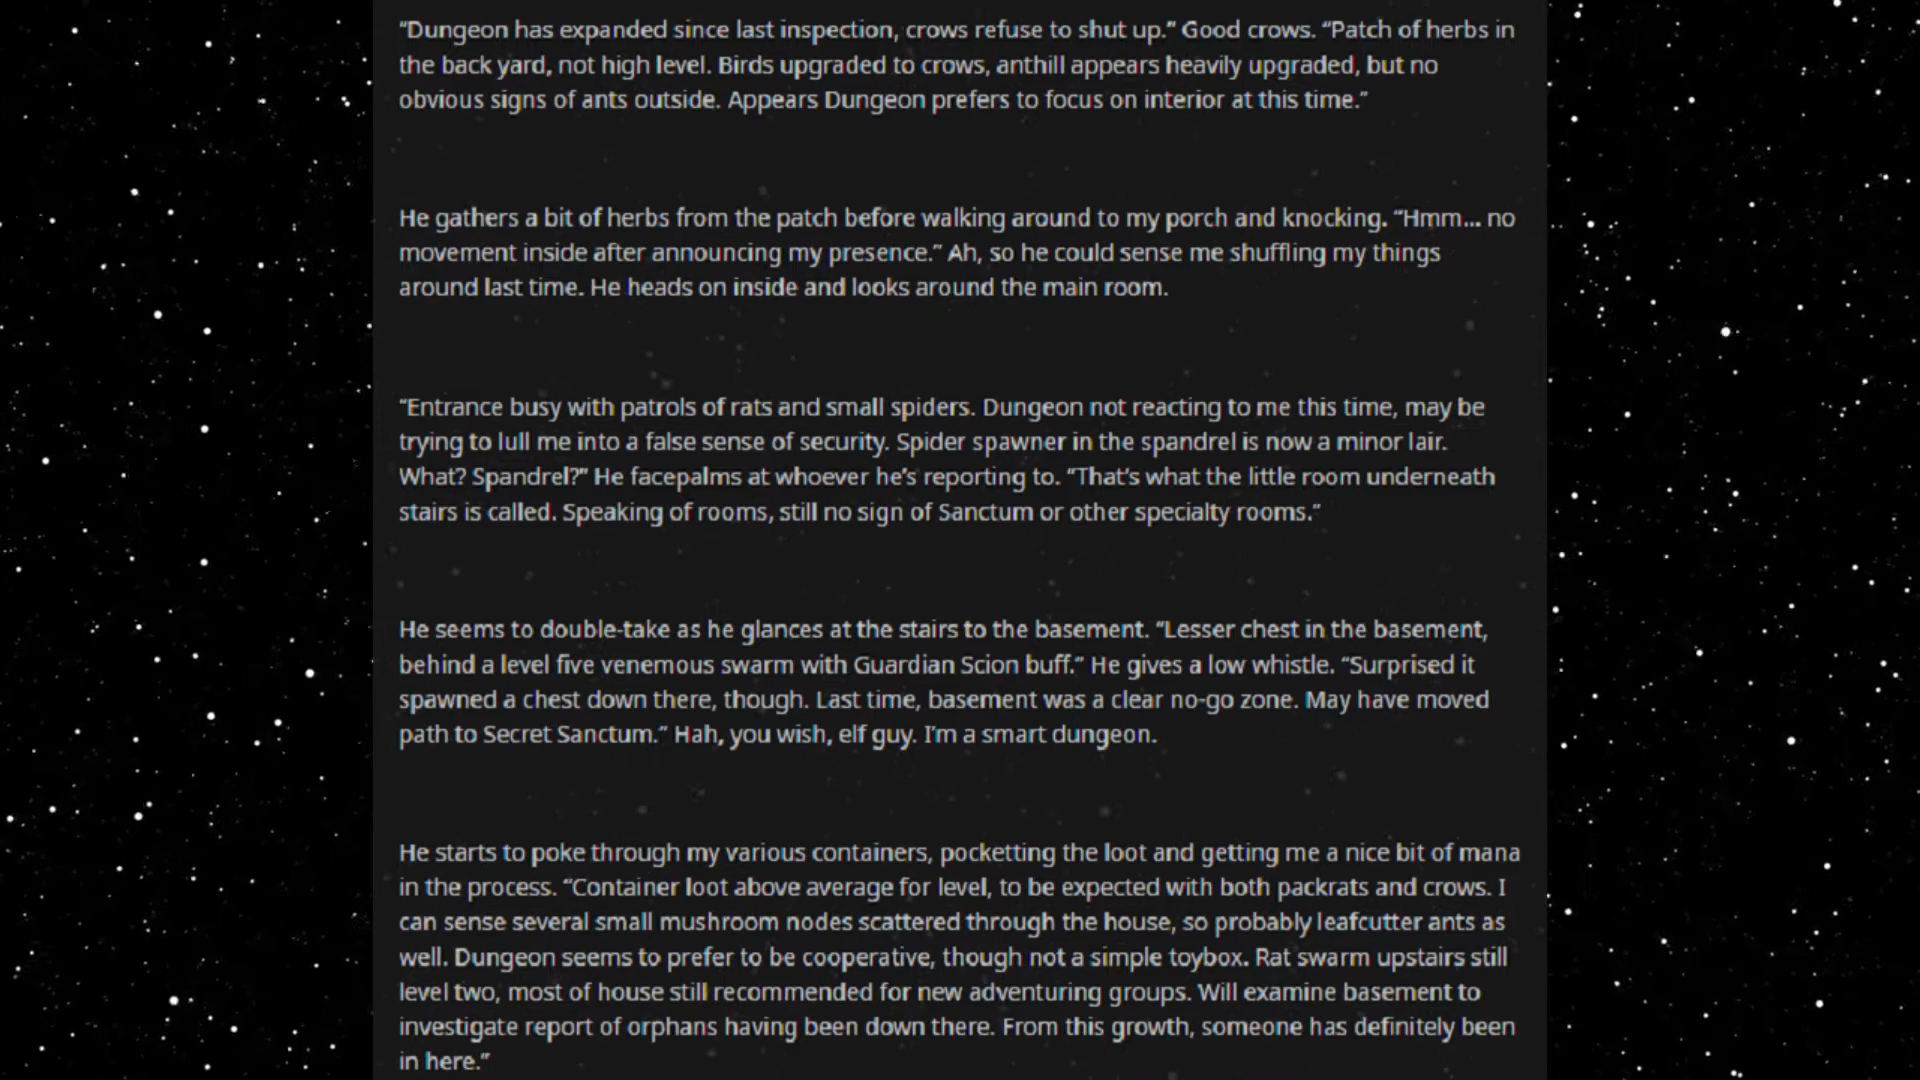 “Dungeon has expanded since last inspection, crows refuse to shut up.” Good crows. “Patch of herbs in
the back yard, not high level. Birds upgraded to crows, anthill appears heavily upgraded, but no
obvious signs of ants outside. Appears Dungeon prefers to focus on interior at this time.”
He gathers a bit of herbs from the patch before walking around to my porch and knocking. “Hmm... no
movement inside after announcing my presence.” Ah, so he could sense me shuffling my things
around last time. He heads on inside and looks around the main room.
“Entrance busy with patrols of rats and small spiders. Dungeon not reacting to me this time, may be
trying to lull me into a false sense of security. Spider spawner in the spandrel is now a minor lair.
What? Spandrel?” He facepalms at whoever he’s reporting to. “That’s what the little room underneath
stairs is called. Speaking of rooms, still no sign of Sanctum or other specialty rooms.”
He seems to double-take as he glances at the stairs to the basement. “Lesser chest in the basement,
behind a level five venemous swarm with Guardian Scion buff.” He gives a low whistle. “Surprised it
spawned a chest down there, though. Last time, basement was a clear no-go zone. May have moved
path to Secret Sanctum.” Hah, you wish, elf guy. I’m a smart dungeon.
He starts to poke through my various containers, pocketting the loot and getting me a nice bit of mana
in the process. “Container loot above average for level, to be expected with both packrats and crows. I
can sense several small mushroom nodes scattered through the house, so probably leafcutter ants as
well. Dungeon seems to prefer to be cooperative, though not a simple toybox. Rat swarm upstairs still
level two, most of house still recommended for new adventuring groups. Will examine basement to
investigate report of orphans having been down there. From this growth, someone has definitely been
in here.”